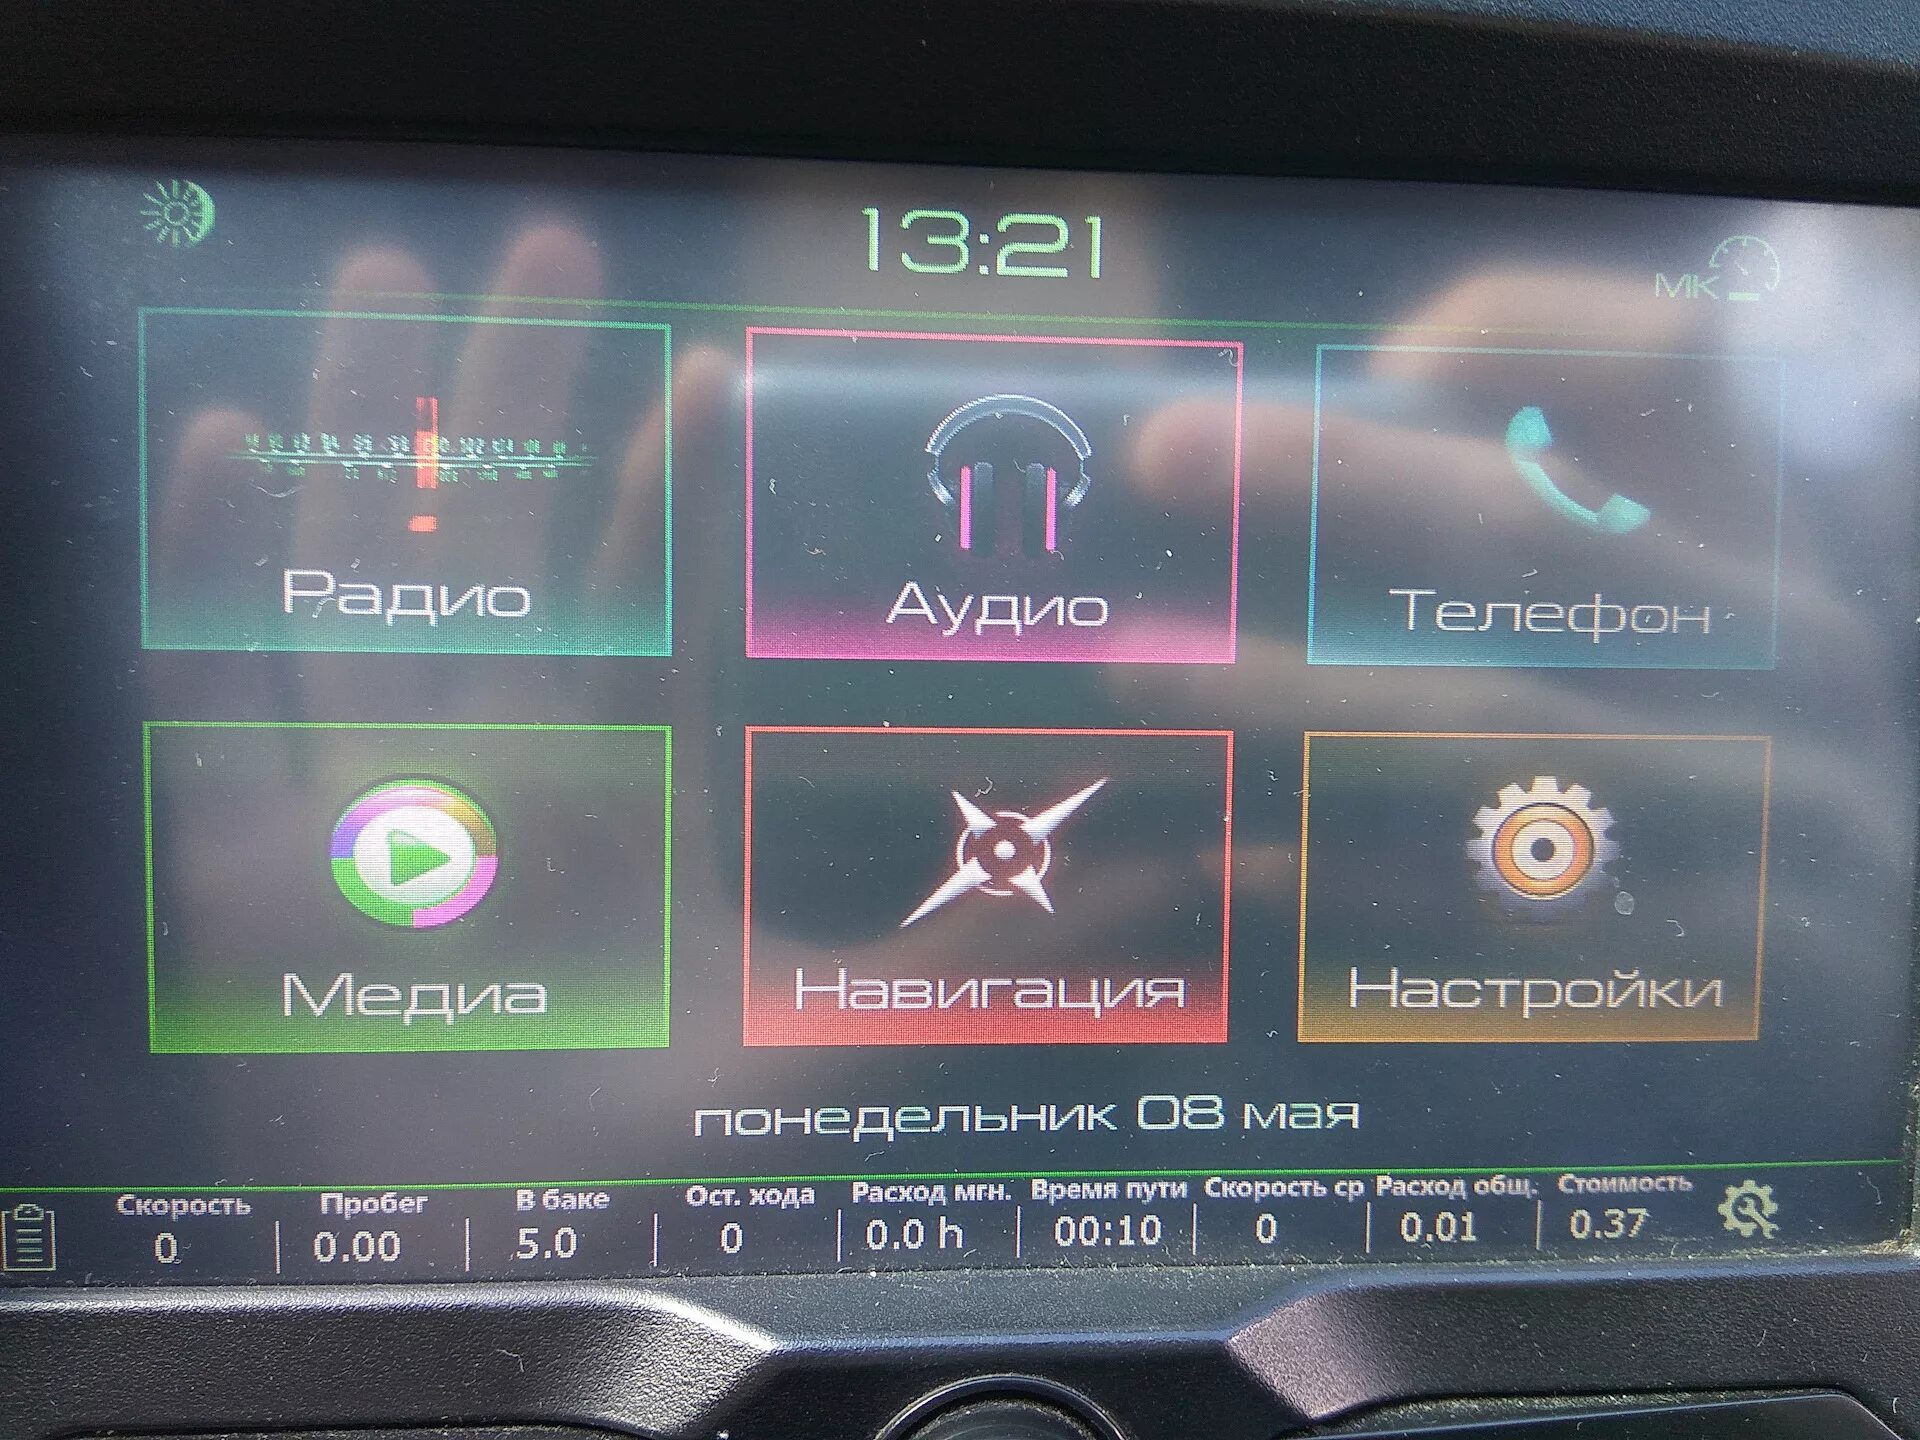 13:21
МК
Радио
Аудио
Телефон
Медиа
Навигация
Настройки
понедельник 08 мая
Скорость Пробег В баке Ост. хода Расход мгн. Время пути Скорость ср Расход общ. Стоимость
0 0.00 5.0 0 0.0 h 00:10 0 0.01 0.37